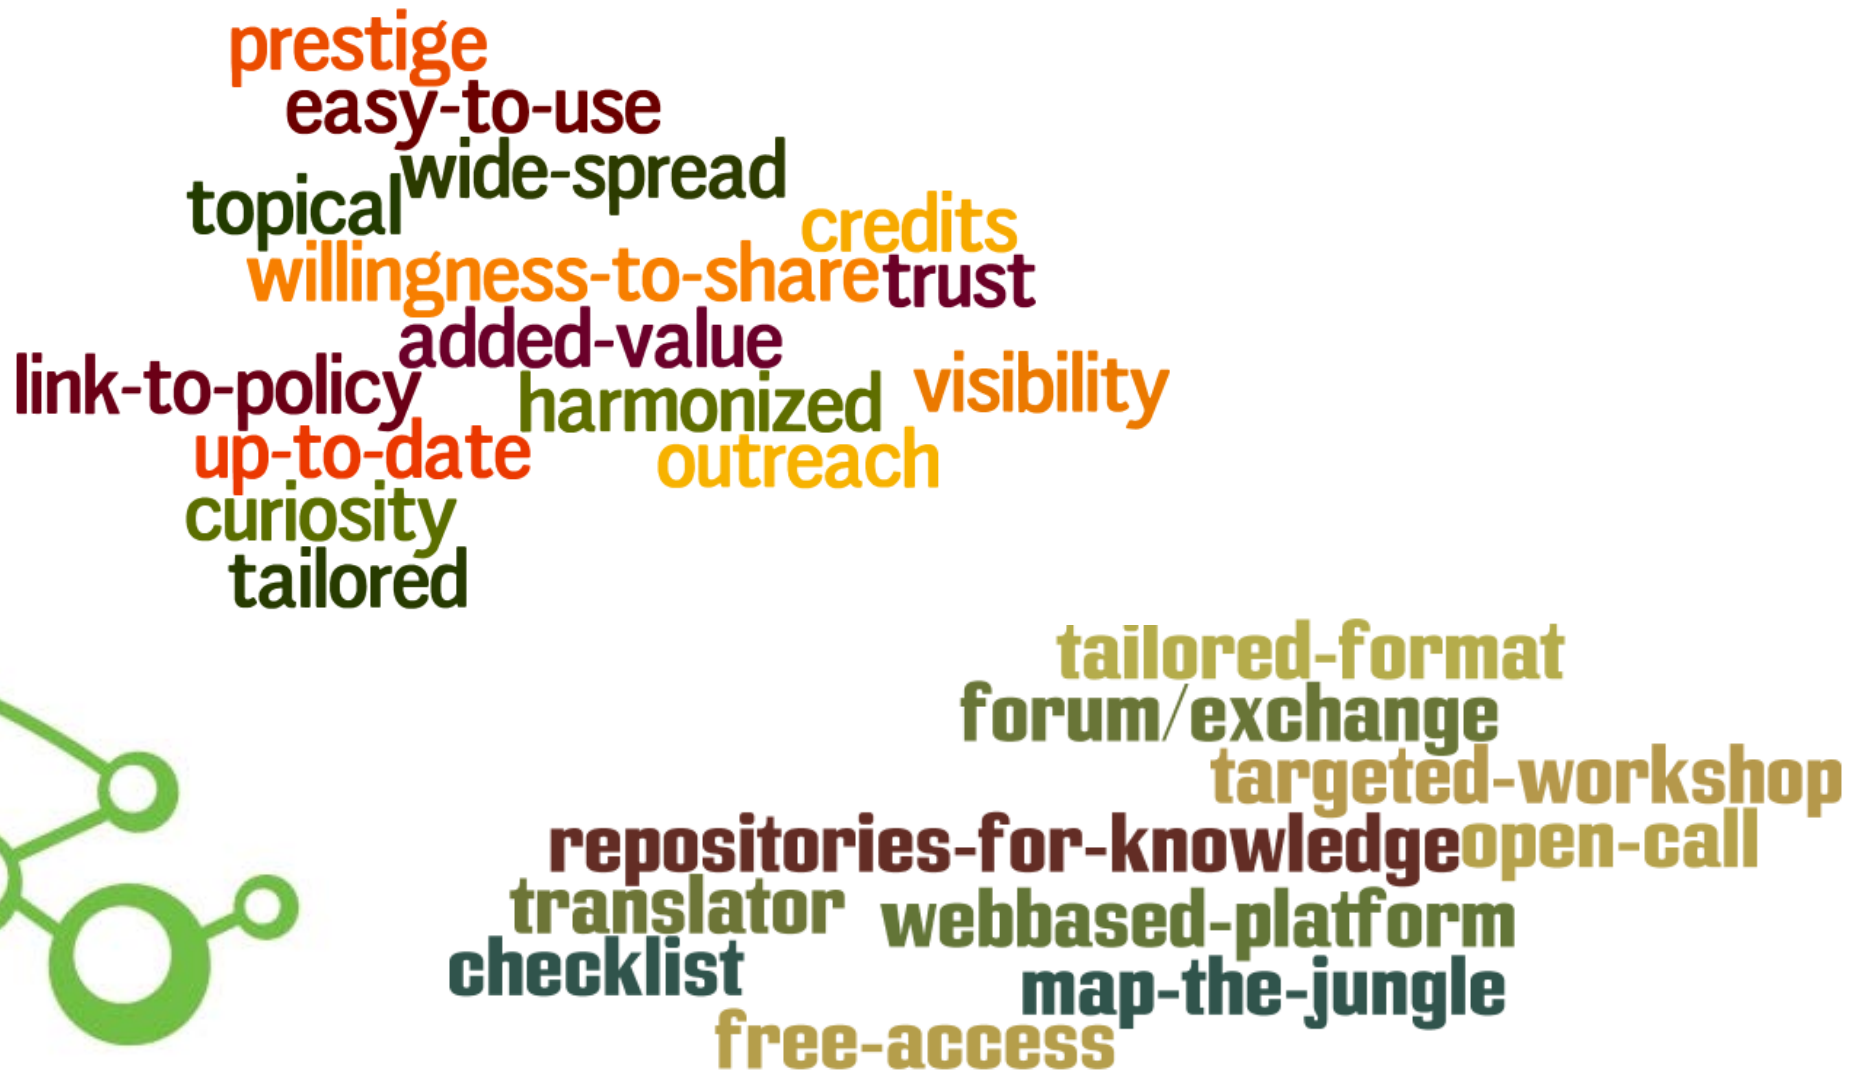 prestige
easy-to-use
wide-spread
topical
credits
willingness-to-share trust
added-value
link-to-policy
harmonized visibility
up-to-date
outreach
curiosity
tailored
tailored-format
forum/exchange
targeted-workshop
repositories-for-knowledge open-call
translator webbased-platform
checklist
map-the-jungle
free-access